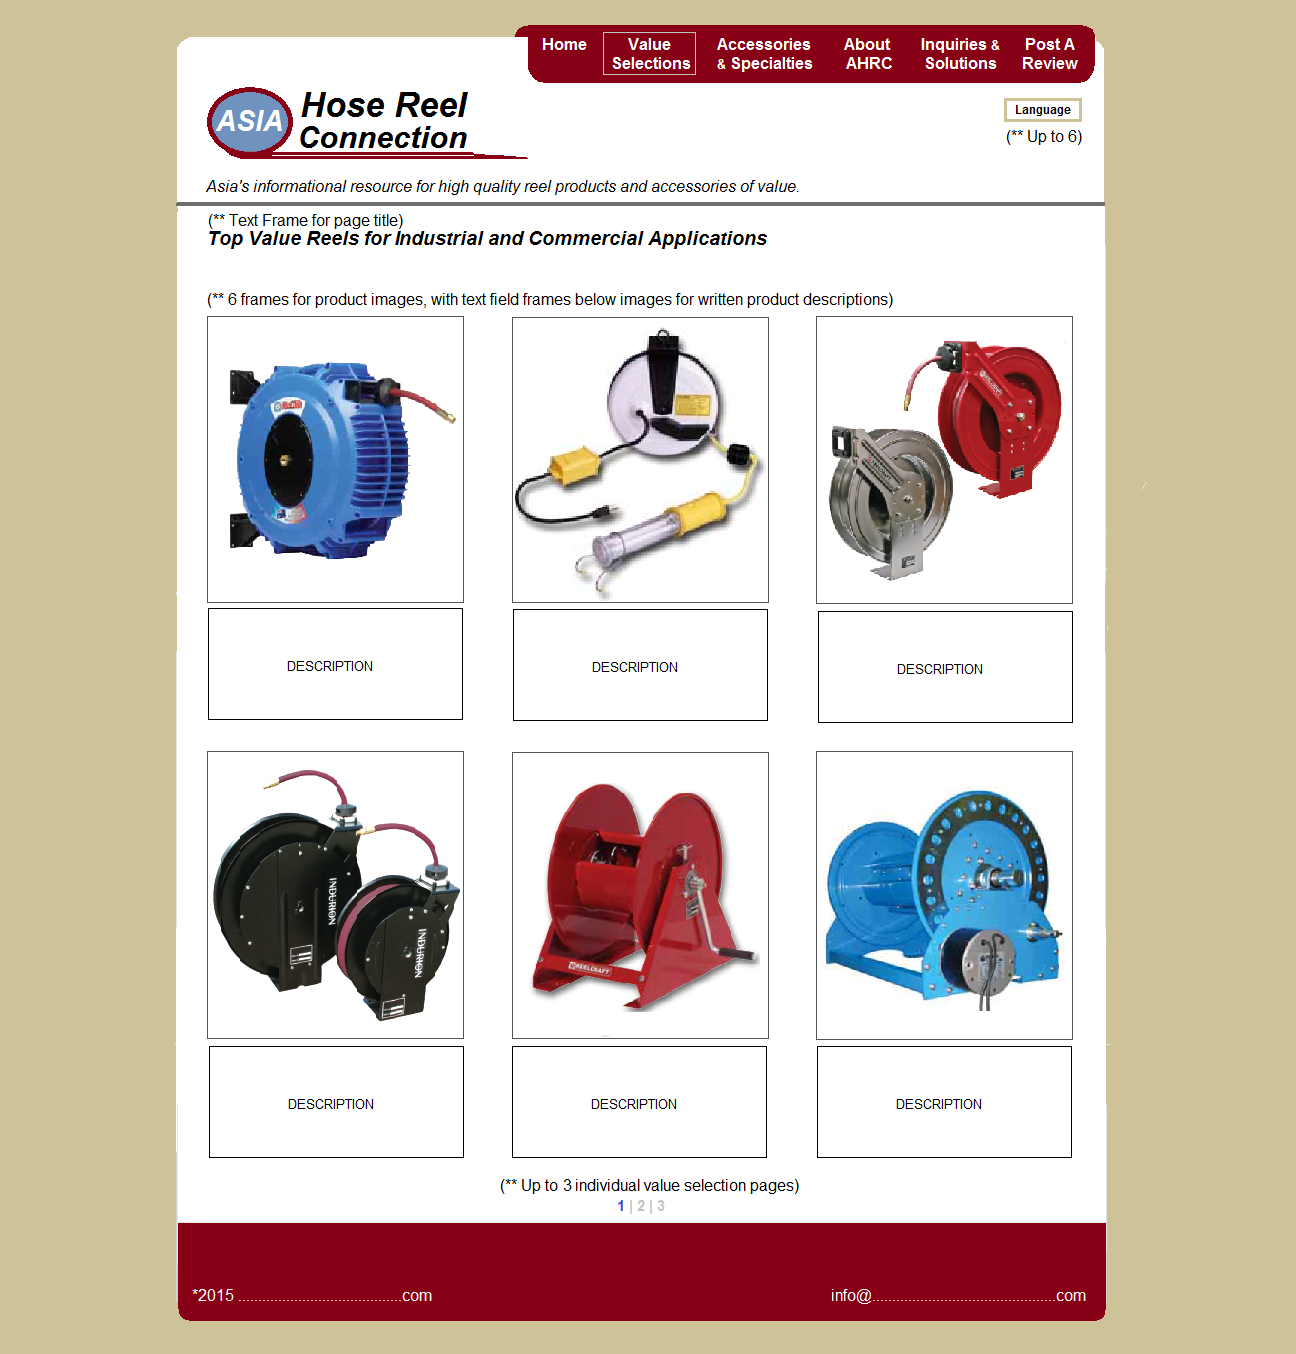 Home
Value
Selections
Accessories
& Specialties
About
AHRC
Inquiries &
Solutions
Post A
Review
ASIA
Hose Reel
Connection
Language
(** Up to 6)
Asia's informational resource for high quality reel products and accessories of value.
(** Text Frame for page title)
Top Value Reels for Industrial and Commercial Applications
(** 6 frames for product images, with text field frames below images for written product descriptions)
DESCRIPTION
DESCRIPTION
DESCRIPTION
INDURION
INDURION
REELCRAFT
DESCRIPTION
DESCRIPTION
DESCRIPTION
(** Up to 3 individual value selection pages)
1 | 2 | 3
*2015 .........................................com
info@..............................................com